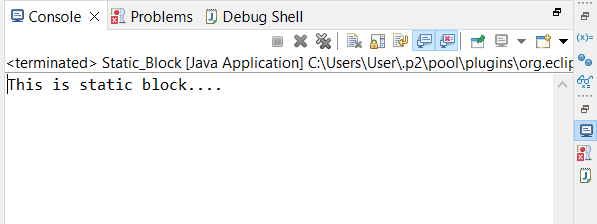 Console Problems Debug Shell
<terminated> Static_Block [Java Application] C:\Users\User\.p2\pool\plugins\org.eclip
This is static block....